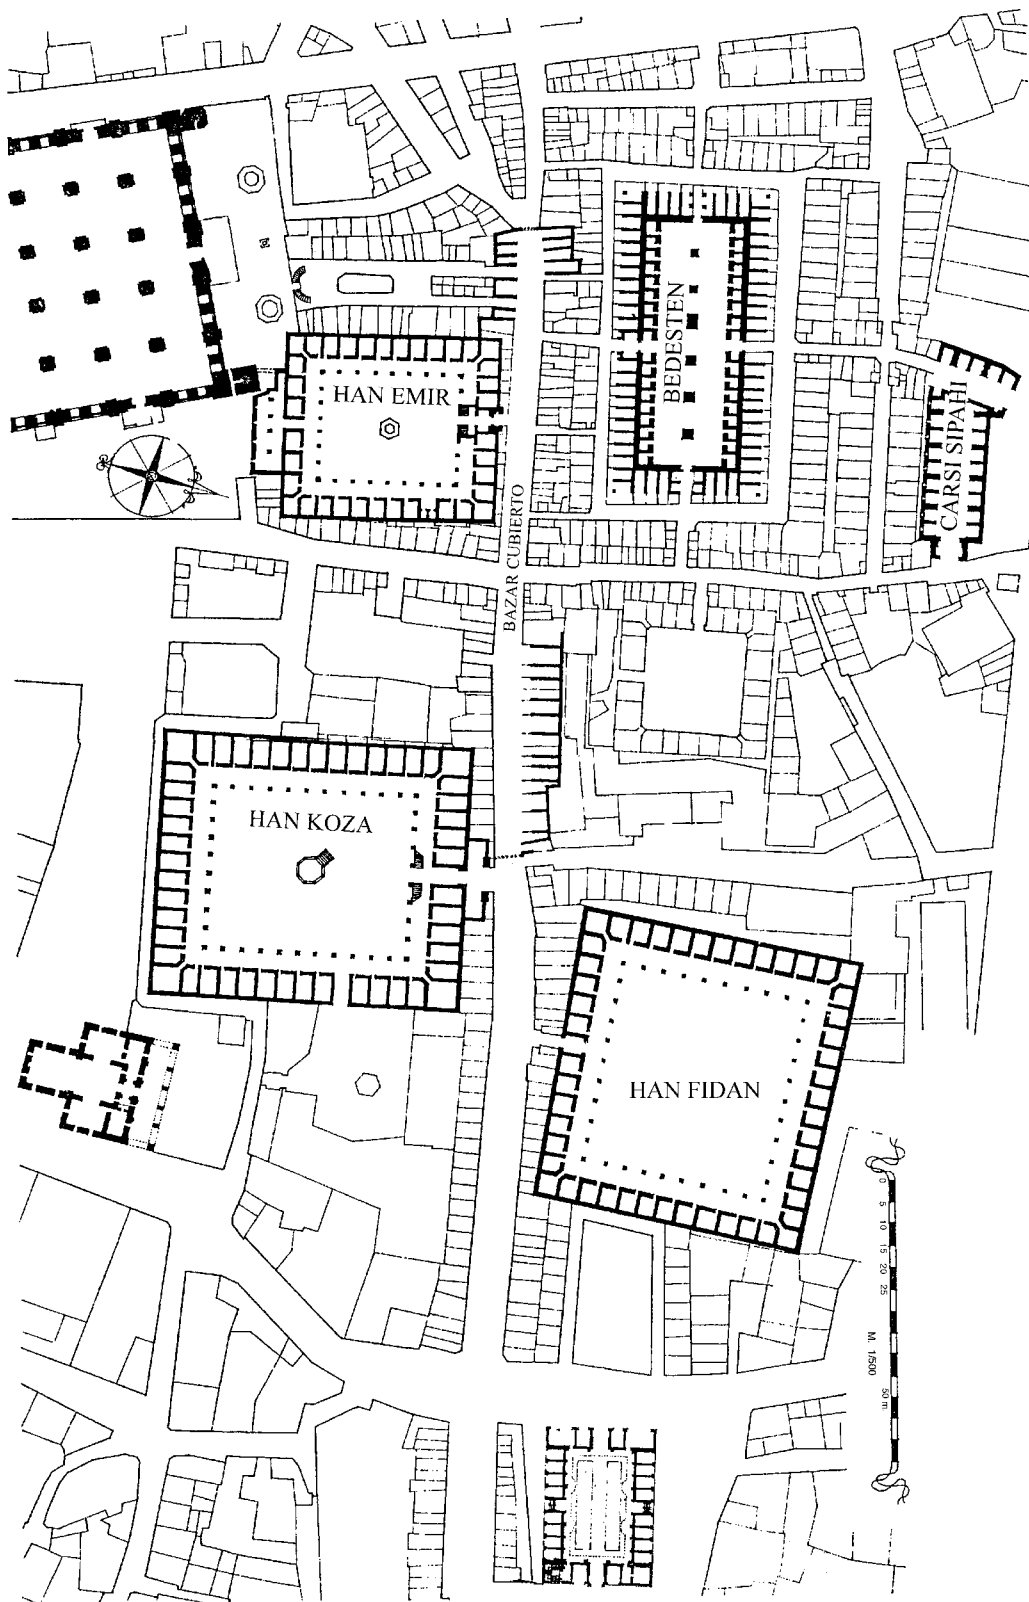 HAN EMIR
BEDESTEN
CARSI SIPAHI
BAZAR CUBIERTO
HAN KOZA
HAN FIDAN
0 5 10 15 20 25 50 m
M. 1/500